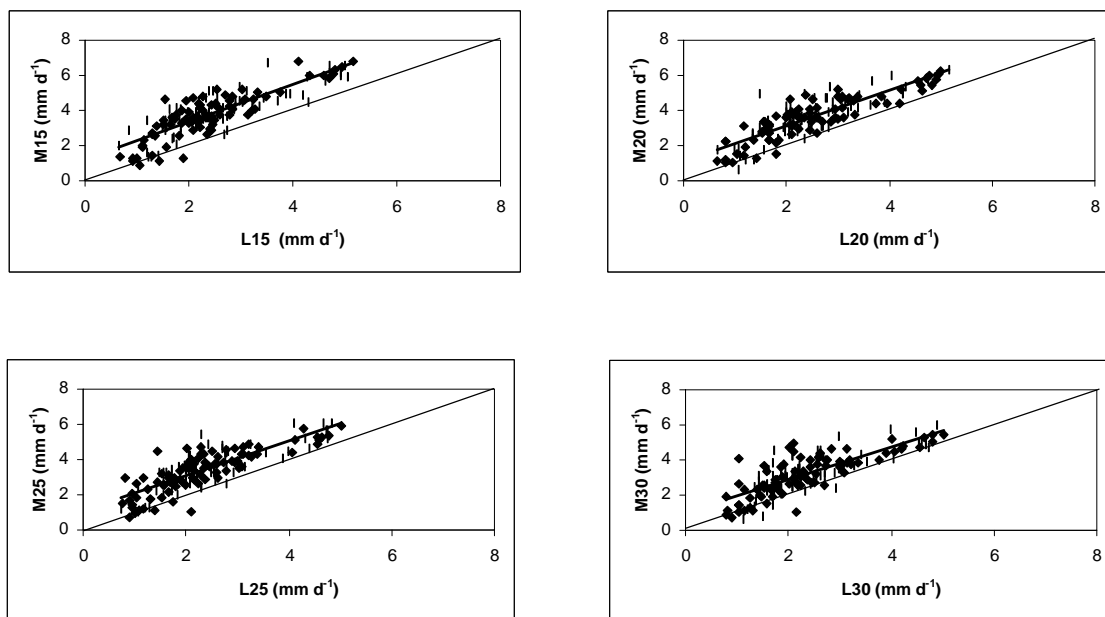 8
6
4
2
0
M15 (mm d-1)
0 2 4 6 8
L15 (mm d-1)
8
6
4
2
0
M20 (mm d-1)
0 2 4 6 8
L20 (mm d-1)
8
6
4
2
0
M25 (mm d-1)
0 2 4 6 8
L25 (mm d-1)
8
6
4
2
0
M30 (mm d-1)
0 2 4 6 8
L30 (mm d-1)